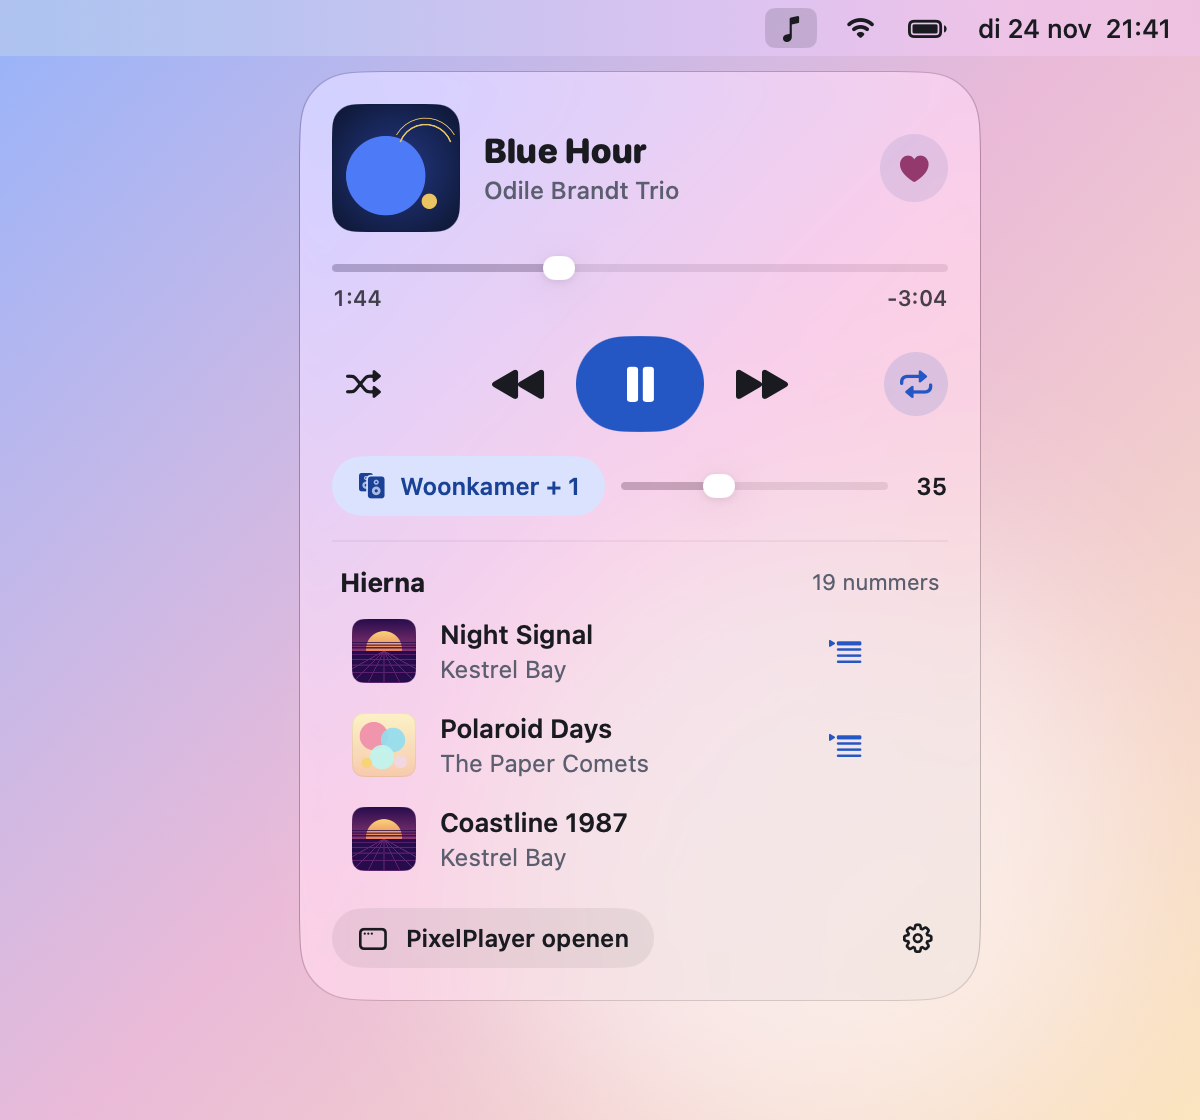 di 24 nov 21:41
Blue Hour
Odile Brandt Trio
1:44
-3:04
Woonkamer + 1
35
Hierna
19 nummers
Night Signal
Kestrel Bay
Polaroid Days
The Paper Comets
Coastline 1987
Kestrel Bay
PixelPlayer openen